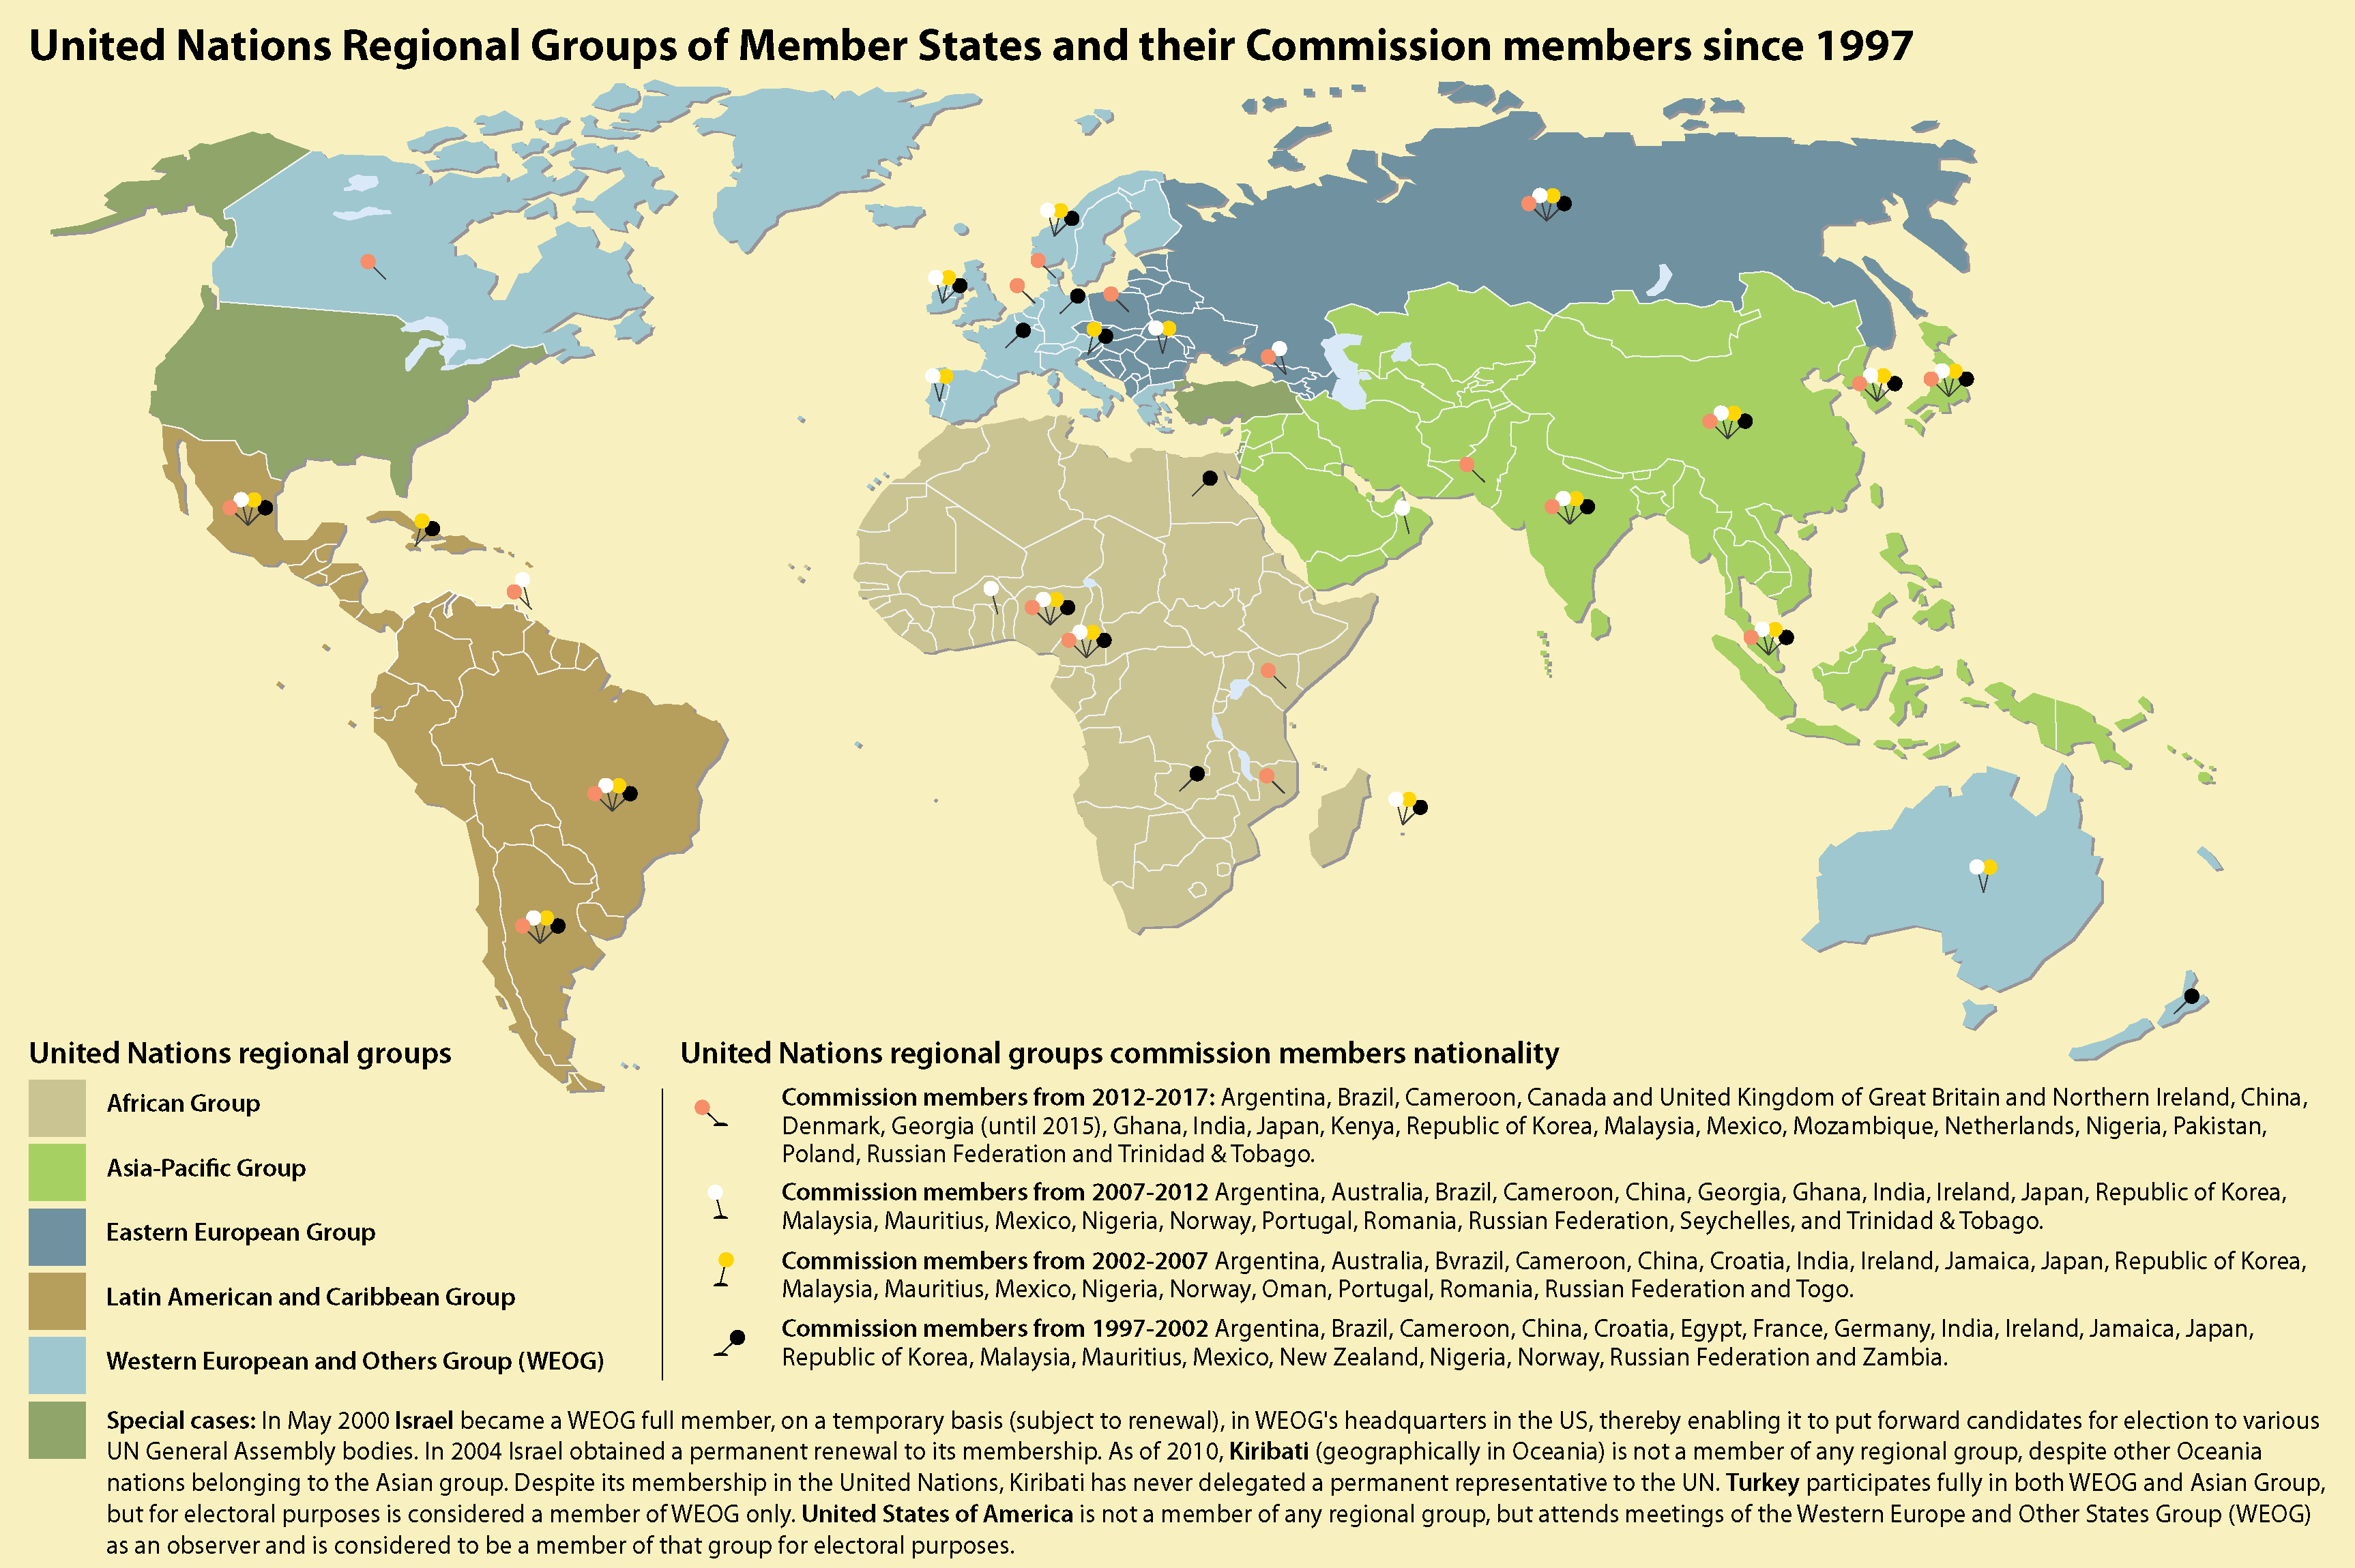 United Nations Regional Groups of Member States and their Commission members since 1997
United Nations regional groups
African Group
Asia-Pacific Group
Eastern European Group
Latin American and Caribbean Group
Western European and Others Group (WEOG)
United Nations regional groups commission members nationality
Commission members from 2012-2017: Argentina, Brazil, Cameroon, Canada and United Kingdom of Great Britain and Northern Ireland, China,
Denmark, Georgia (until 2015), Ghana, India, Japan, Kenya, Republic of Korea, Malaysia, Mexico, Mozambique, Netherlands, Nigeria, Pakistan,
Poland, Russian Federation and Trinidad & Tobago.
Commission members from 2007-2012 Argentina, Australia, Brazil, Cameroon, China, Georgia, Ghana, India, Ireland, Japan, Republic of Korea,
Malaysia, Mauritius, Mexico, Nigeria, Norway, Portugal, Romania, Russian Federation, Seychelles, and Trinidad & Tobago.
Commission members from 2002-2007 Argentina, Australia, Bvrazil, Cameroon, China, Croatia, India, Ireland, Jamaica, Japan, Republic of Korea,
Malaysia, Mauritius, Mexico, Nigeria, Norway, Oman, Portugal, Romania, Russian Federation and Togo.
Commission members from 1997-2002 Argentina, Brazil, Cameroon, China, Croatia, Egypt, France, Germany, India, Ireland, Jamaica, Japan,
Republic of Korea, Malaysia, Mauritius, Mexico, New Zealand, Nigeria, Norway, Russian Federation and Zambia.
Special cases: In May 2000 Israel became a WEOG full member, on a temporary basis (subject to renewal), in WEOG's headquarters in the US, thereby enabling it to put forward candidates for election to various
UN General Assembly bodies. In 2004 Israel obtained a permanent renewal to its membership. As of 2010, Kiribati (geographically in Oceania) is not a member of any regional group, despite other Oceania
nations belonging to the Asian group. Despite its membership in the United Nations, Kiribati has never delegated a permanent representative to the UN. Turkey participates fully in both WEOG and Asian Group,
but for electoral purposes is considered a member of WEOG only. United States of America is not a member of any regional group, but attends meetings of the Western Europe and Other States Group (WEOG)
as an observer and is considered to be a member of that group for electoral purposes.